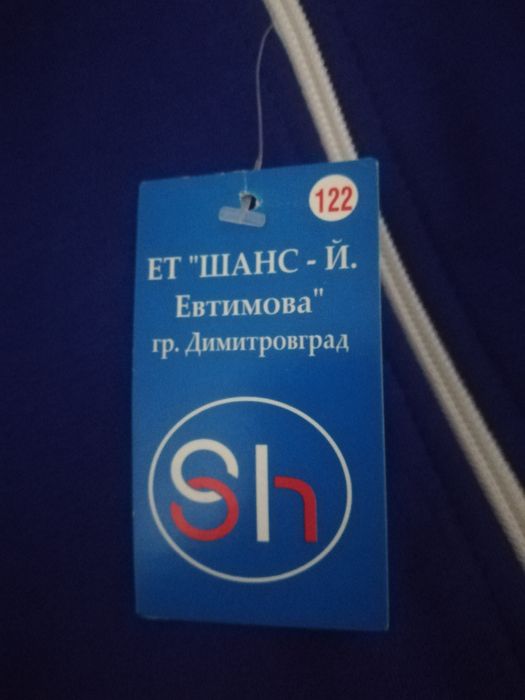 122
ЕТ "ШАНС - Й.
Евтимова"
гр. Димитровград
Sh